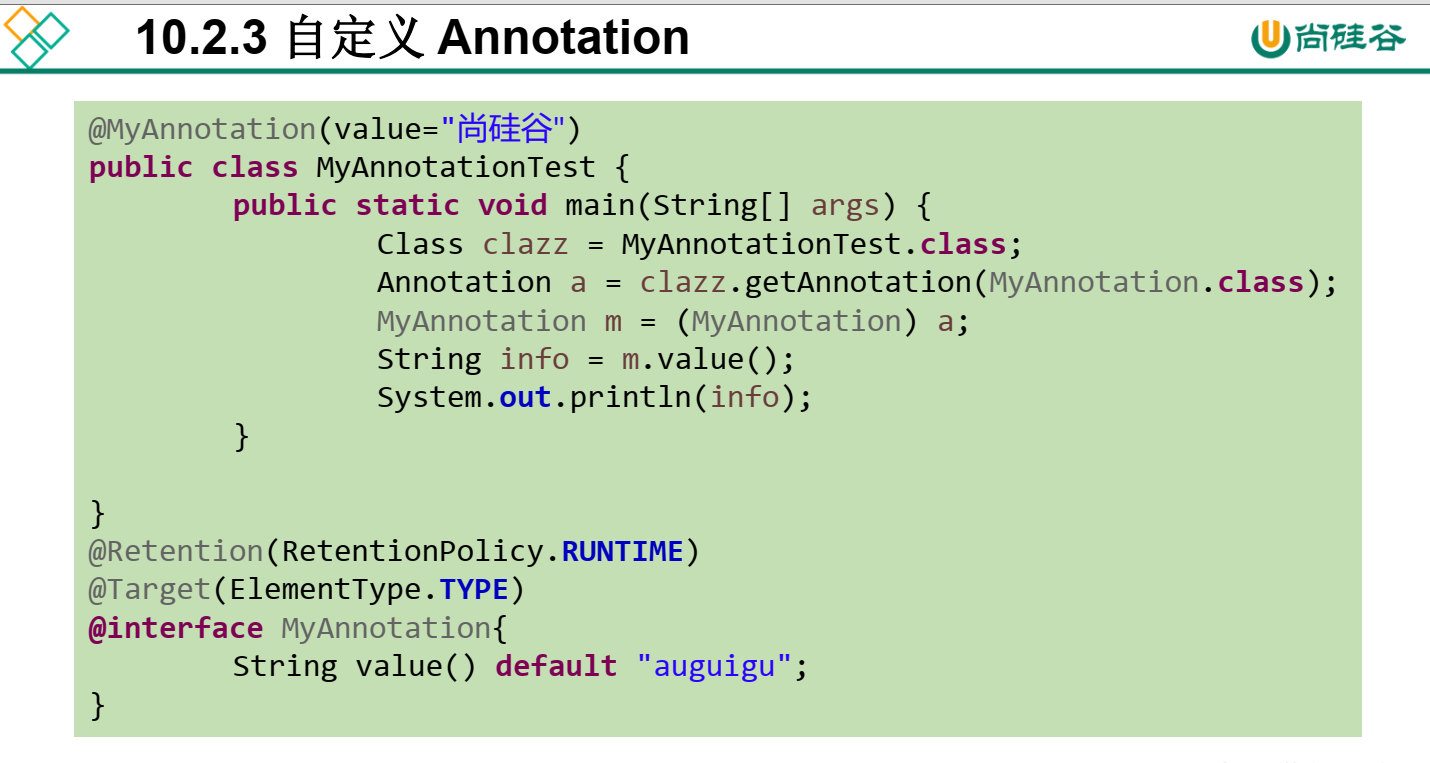 10.2.3 自定义 Annotation
尚硅谷
@MyAnnotation(value="尚硅谷")
public class MyAnnotationTest {
public static void main(String[] args) {
Class clazz = MyAnnotationTest.class;
Annotation a = clazz.getAnnotation(MyAnnotation.class);
MyAnnotation m = (MyAnnotation) a;
String info = m.value();
System.out.println(info);
}
}
@Retention(RetentionPolicy.RUNTIME)
@Target(ElementType.TYPE)
@interface MyAnnotation{
String value() default "auguigu";
}